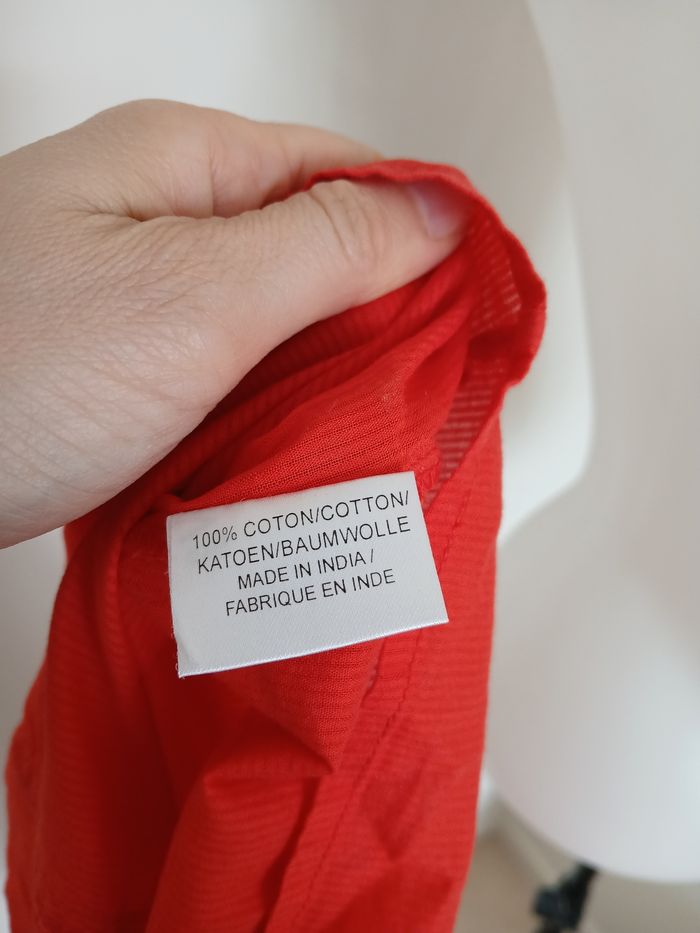 100% COTON/COTTON/
KATOEN/BAUMWOLLE
MADE IN INDIA /
FABRIQUE EN INDE